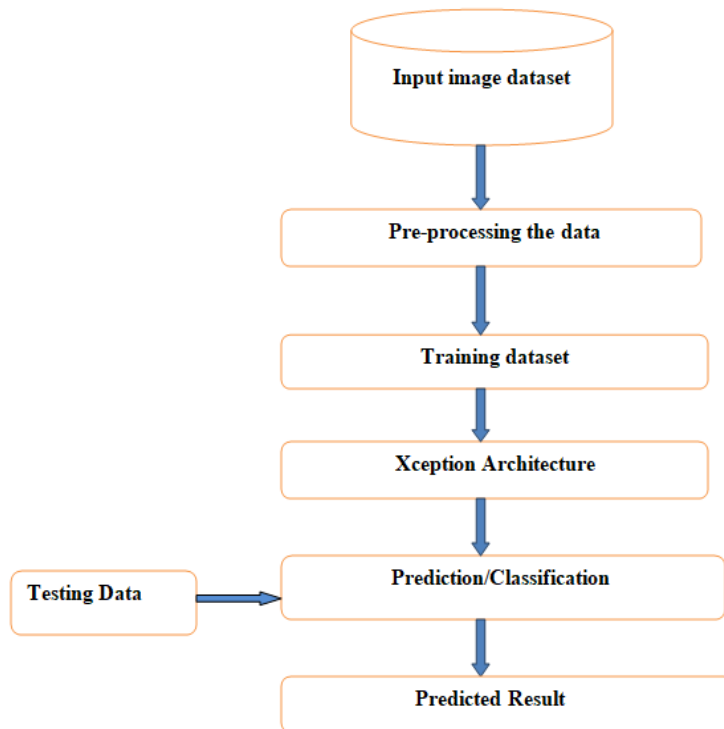 Input image dataset
Pre-processing the data
Training dataset
Xception Architecture
Prediction/Classification
Testing Data
Predicted Result